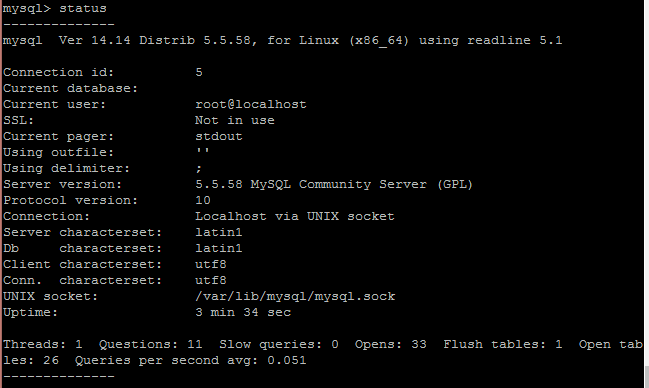 mysql> status
--------------
mysql  Ver 14.14 Distrib 5.5.58, for Linux (x86_64) using readline 5.1

Connection id:          5
Current database:
Current user:           root@localhost
SSL:                    Not in use
Current pager:          stdout
Using outfile:          ''
Using delimiter:        ;
Server version:         5.5.58 MySQL Community Server (GPL)
Protocol version:       10
Connection:             Localhost via UNIX socket
Server characterset:    latin1
Db     characterset:    latin1
Client characterset:    utf8
Conn.  characterset:    utf8
UNIX socket:            /var/lib/mysql/mysql.sock
Uptime:                 3 min 34 sec

Threads: 1  Questions: 11  Slow queries: 0  Opens: 33  Flush tables: 1  Open tab
les: 26  Queries per second avg: 0.051
--------------